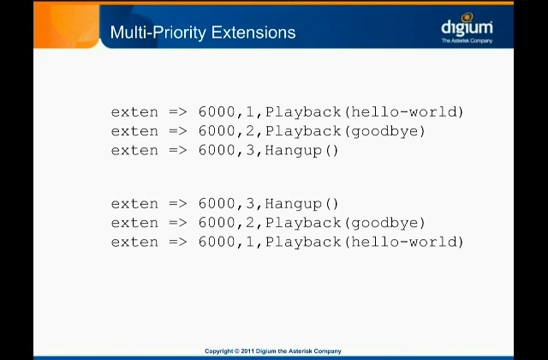 Multi-Priority Extensions
digium
The Asterisk Company
exten => 6000,1,Playback(hello-world)
exten => 6000,2,Playback(goodbye)
exten => 6000,3,Hangup()
exten => 6000,3,Hangup()
exten => 6000,2,Playback(goodbye)
exten => 6000,1,Playback(hello-world)
Copyright © 2011 Digium the Asterisk Company